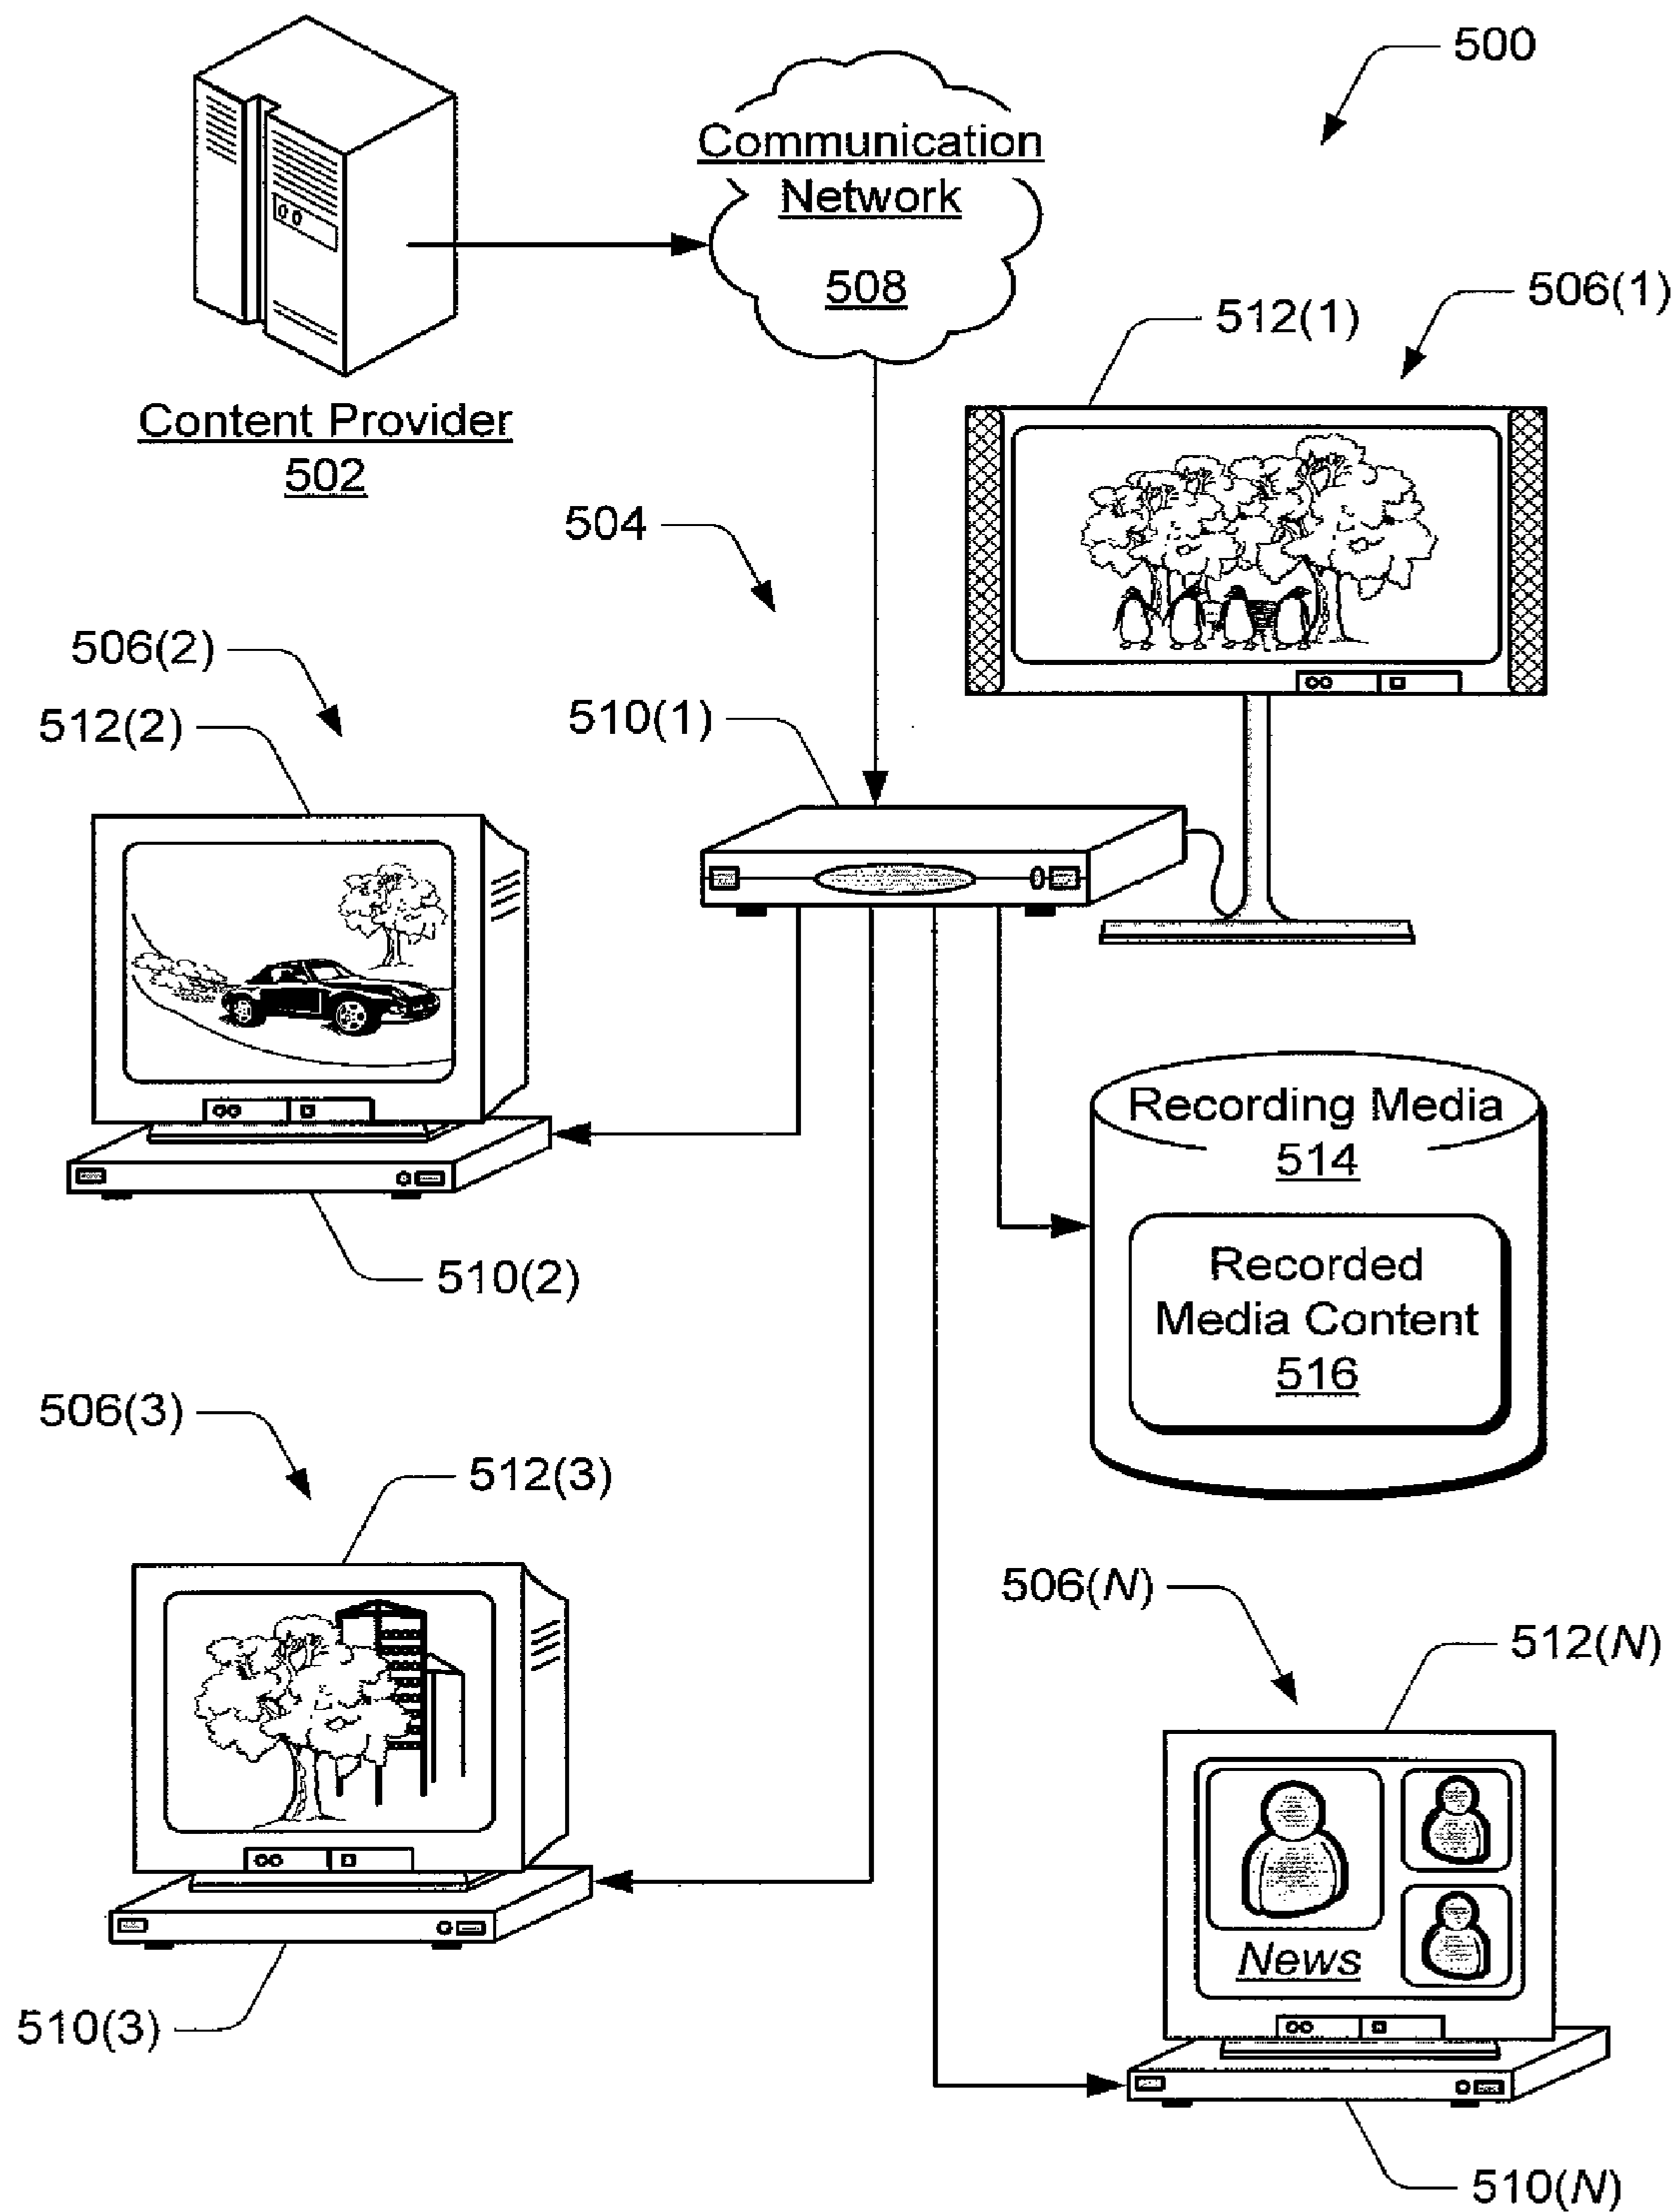 500
Communication
Network
508
506(1)
512(1)
Content Provider
502
504
506(2)
512(2)
510(1)
Recording Media
514
510(2)
Recorded
Media Content
516
506(3)
512(3)
506(N)
512(N)
News
510(3)
510(N)